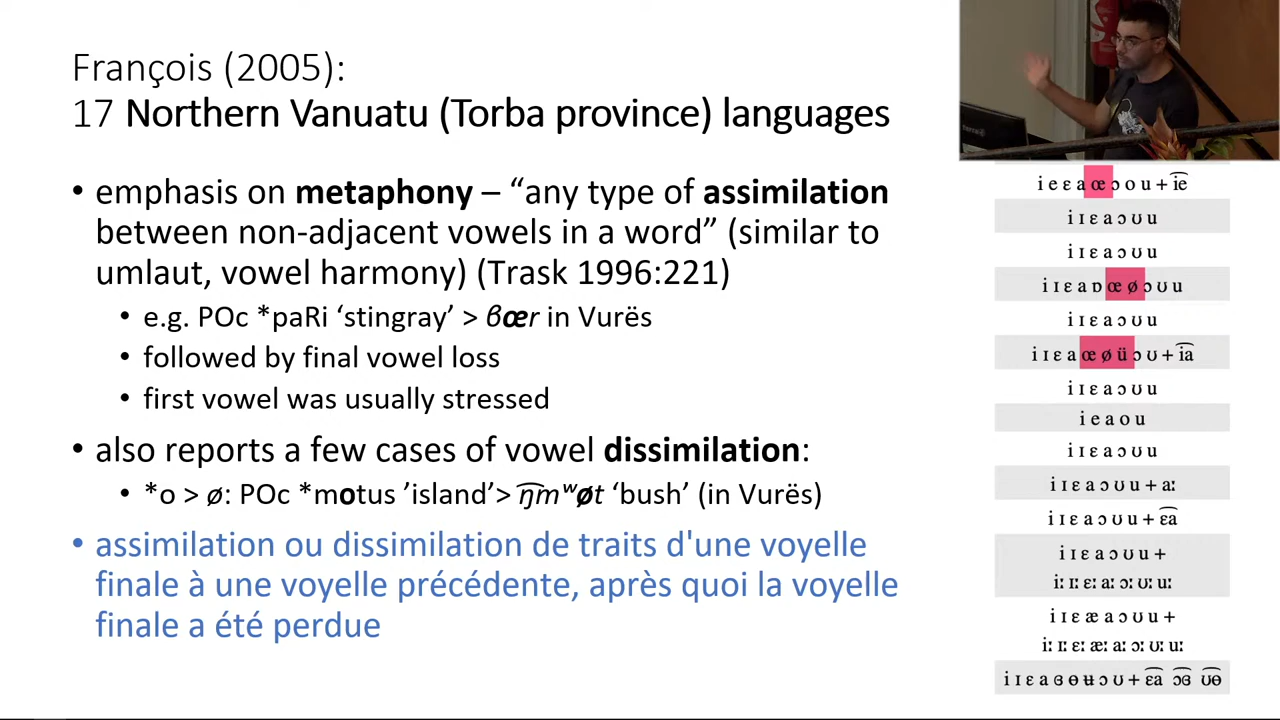 François (2005):
17 Northern Vanuatu (Torba province) languages
• emphasis on metaphony – “any type of assimilation
between non-adjacent vowels in a word” (similar to
umlaut, vowel harmony) (Trask 1996:221)
• e.g. POc *paRi ‘stingray’ > βœr in Vurës
• followed by final vowel loss
• first vowel was usually stressed
• also reports a few cases of vowel dissimilation:
• *o > ø: POc *motus ’island’> ŋ͡mʷøt ‘bush’ (in Vurës)
• assimilation ou dissimilation de traits d'une voyelle
finale à une voyelle précédente, après quoi la voyelle
finale a été perdue
i e ɛ a œ ɔ o u + i͡e
i ɪ ɛ a ɔ ʊ u
i ɪ ɛ a ɔ ʊ u
i ɪ ɛ a ɒ œ ø ɔ ʊ u
i ɪ ɛ a ɔ ʊ u
i ɪ ɛ a œ ø ü ɔ ʊ + i͡a
i ɪ ɛ a ɔ ʊ u
i e a o u
i ɪ ɛ a ɔ ʊ u
i ɪ ɛ a ɔ ʊ u + aː
i ɪ ɛ a ɔ ʊ u + ɛ͡a
i ɪ ɛ a ɔ ʊ u +
iː ɪː ɛː aː ɔː ʊː uː
i ɪ ɛ æ a ɔ ʊ u +
iː ɪː ɛː æː aː ɔː ʊː uː
i ɪ ɛ a ɞ ɵ ʉ ɔ ʊ + ɛ͡a ɔ͡ɞ ʊ͡ɵ